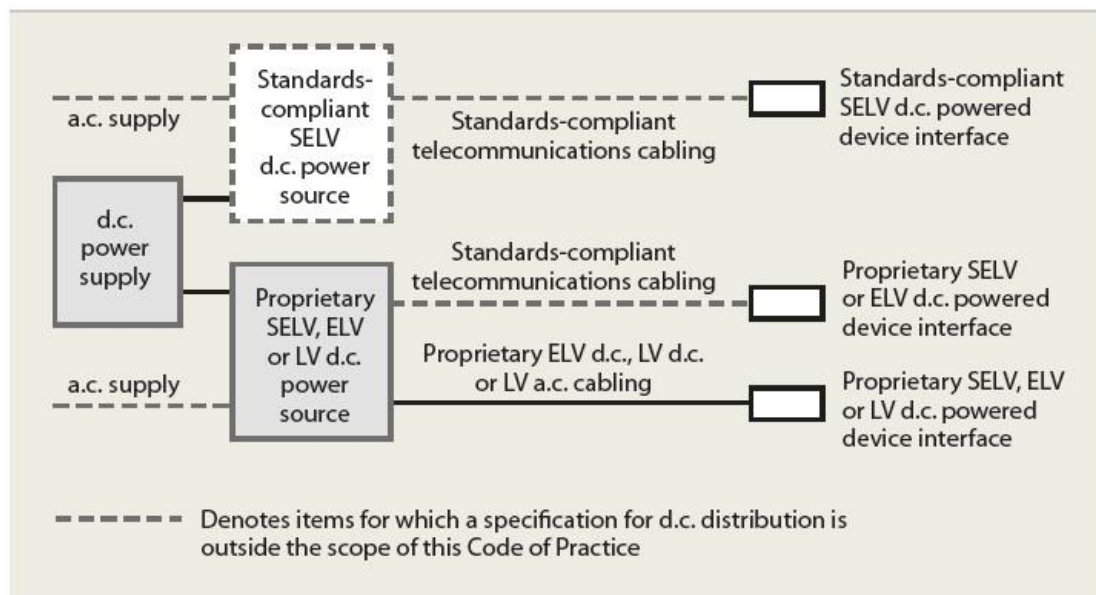 Standards-
compliant
SELV
d.c. power
source
a.c. supply
Standards-compliant
telecommunications cabling
Standards-compliant
SELV d.c. powered
device interface
d.c.
power
supply
Proprietary
SELV, ELV
or LV d.c.
power
source
a.c. supply
Standards-compliant
telecommunications cabling
Proprietary SELV
or ELV d.c. powered
device interface
Proprietary ELV d.c., LV d.c.
or LV a.c. cabling
Proprietary SELV, ELV
or LV d.c. powered
device interface
Denotes items for which a specification for d.c. distribution is
outside the scope of this Code of Practice